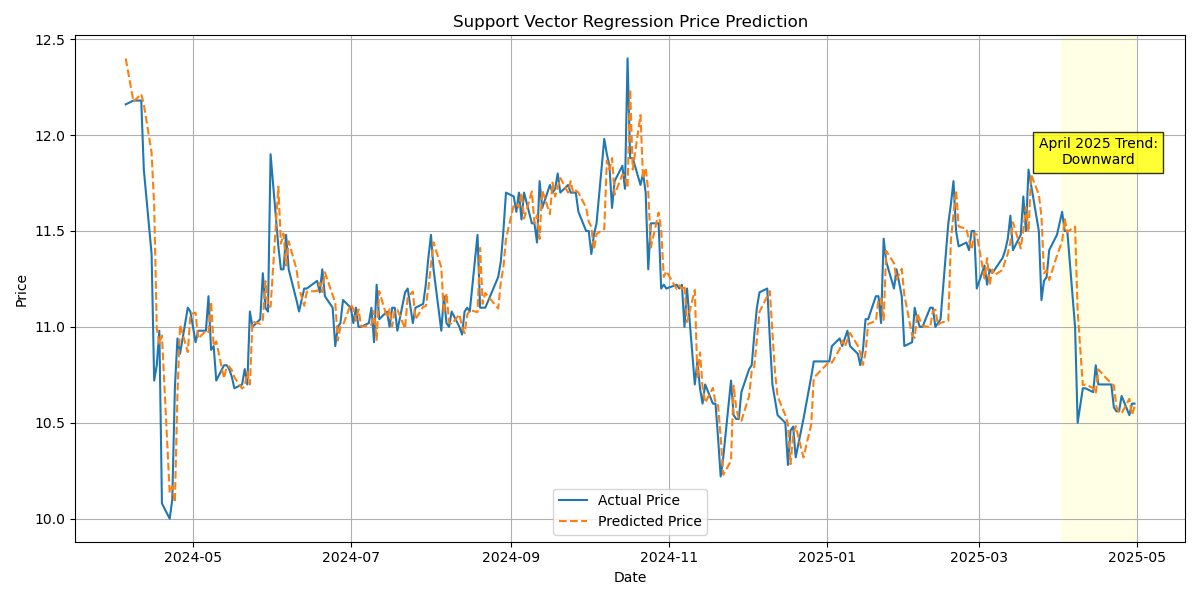 Support Vector Regression Price Prediction
12.5
12.0
11.5
11.0
10.5
10.0
Price
April 2025 Trend:
Downward
Actual Price
Predicted Price
2024-05
2024-07
2024-09
2024-11
2025-01
2025-03
2025-05
Date